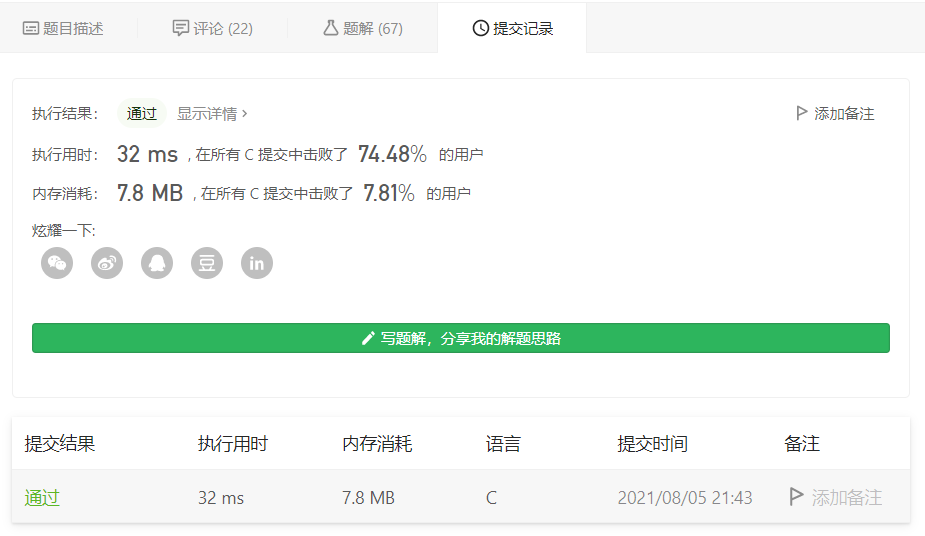 题目描述 评论 (22) 题解 (67) 提交记录
执行结果： 通过 显示详情 > 添加备注
执行用时： 32 ms , 在所有 C 提交中击败了 74.48% 的用户
内存消耗： 7.8 MB , 在所有 C 提交中击败了 7.81% 的用户
炫耀一下:
豆 in
写题解，分享我的解题思路
提交结果 执行用时 内存消耗 语言 提交时间 备注
通过 32 ms 7.8 MB C 2021/08/05 21:43 添加备注